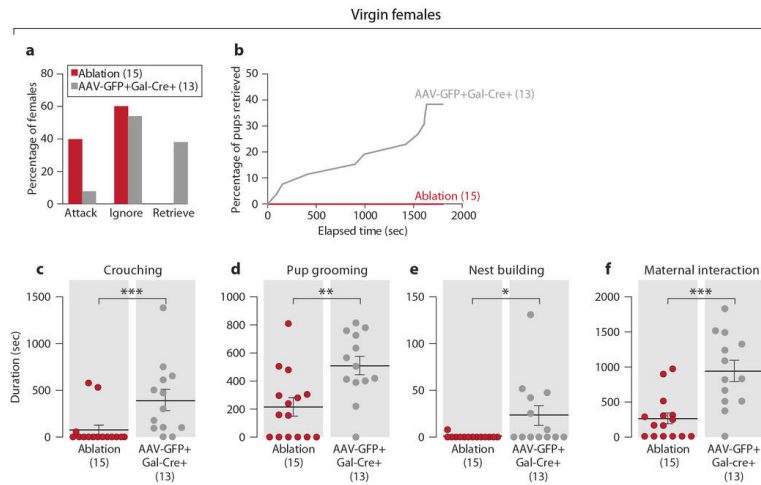 Virgin females
a
Ablation (15)
AAV-GFP+Gal-Cre+ (13)
Percentage of females
80
60
40
20
0
Attack Ignore Retrieve
b
Percentage of pups retrieved
50
40
30
20
10
0
AAV-GFP+Gal-Cre+ (13)
Ablation (15)
0 500 1000 1500 2000
Elapsed time (sec)
c Crouching
Duration (sec)
1500
1000
500
0
***
Ablation
(15)
AAV-GFP+
Gal-Cre+
(13)
d Pup grooming
1000
800
600
400
200
0
**
Ablation
(15)
AAV-GFP+
Gal-Cre+
(13)
e Nest building
150
100
50
0
*
Ablation
(15)
AAV-GFP+
Gal-Cre+
(13)
f Maternal interaction
2000
1500
1000
500
0
***
Ablation
(15)
AAV-GFP+
Gal-Cre+
(13)